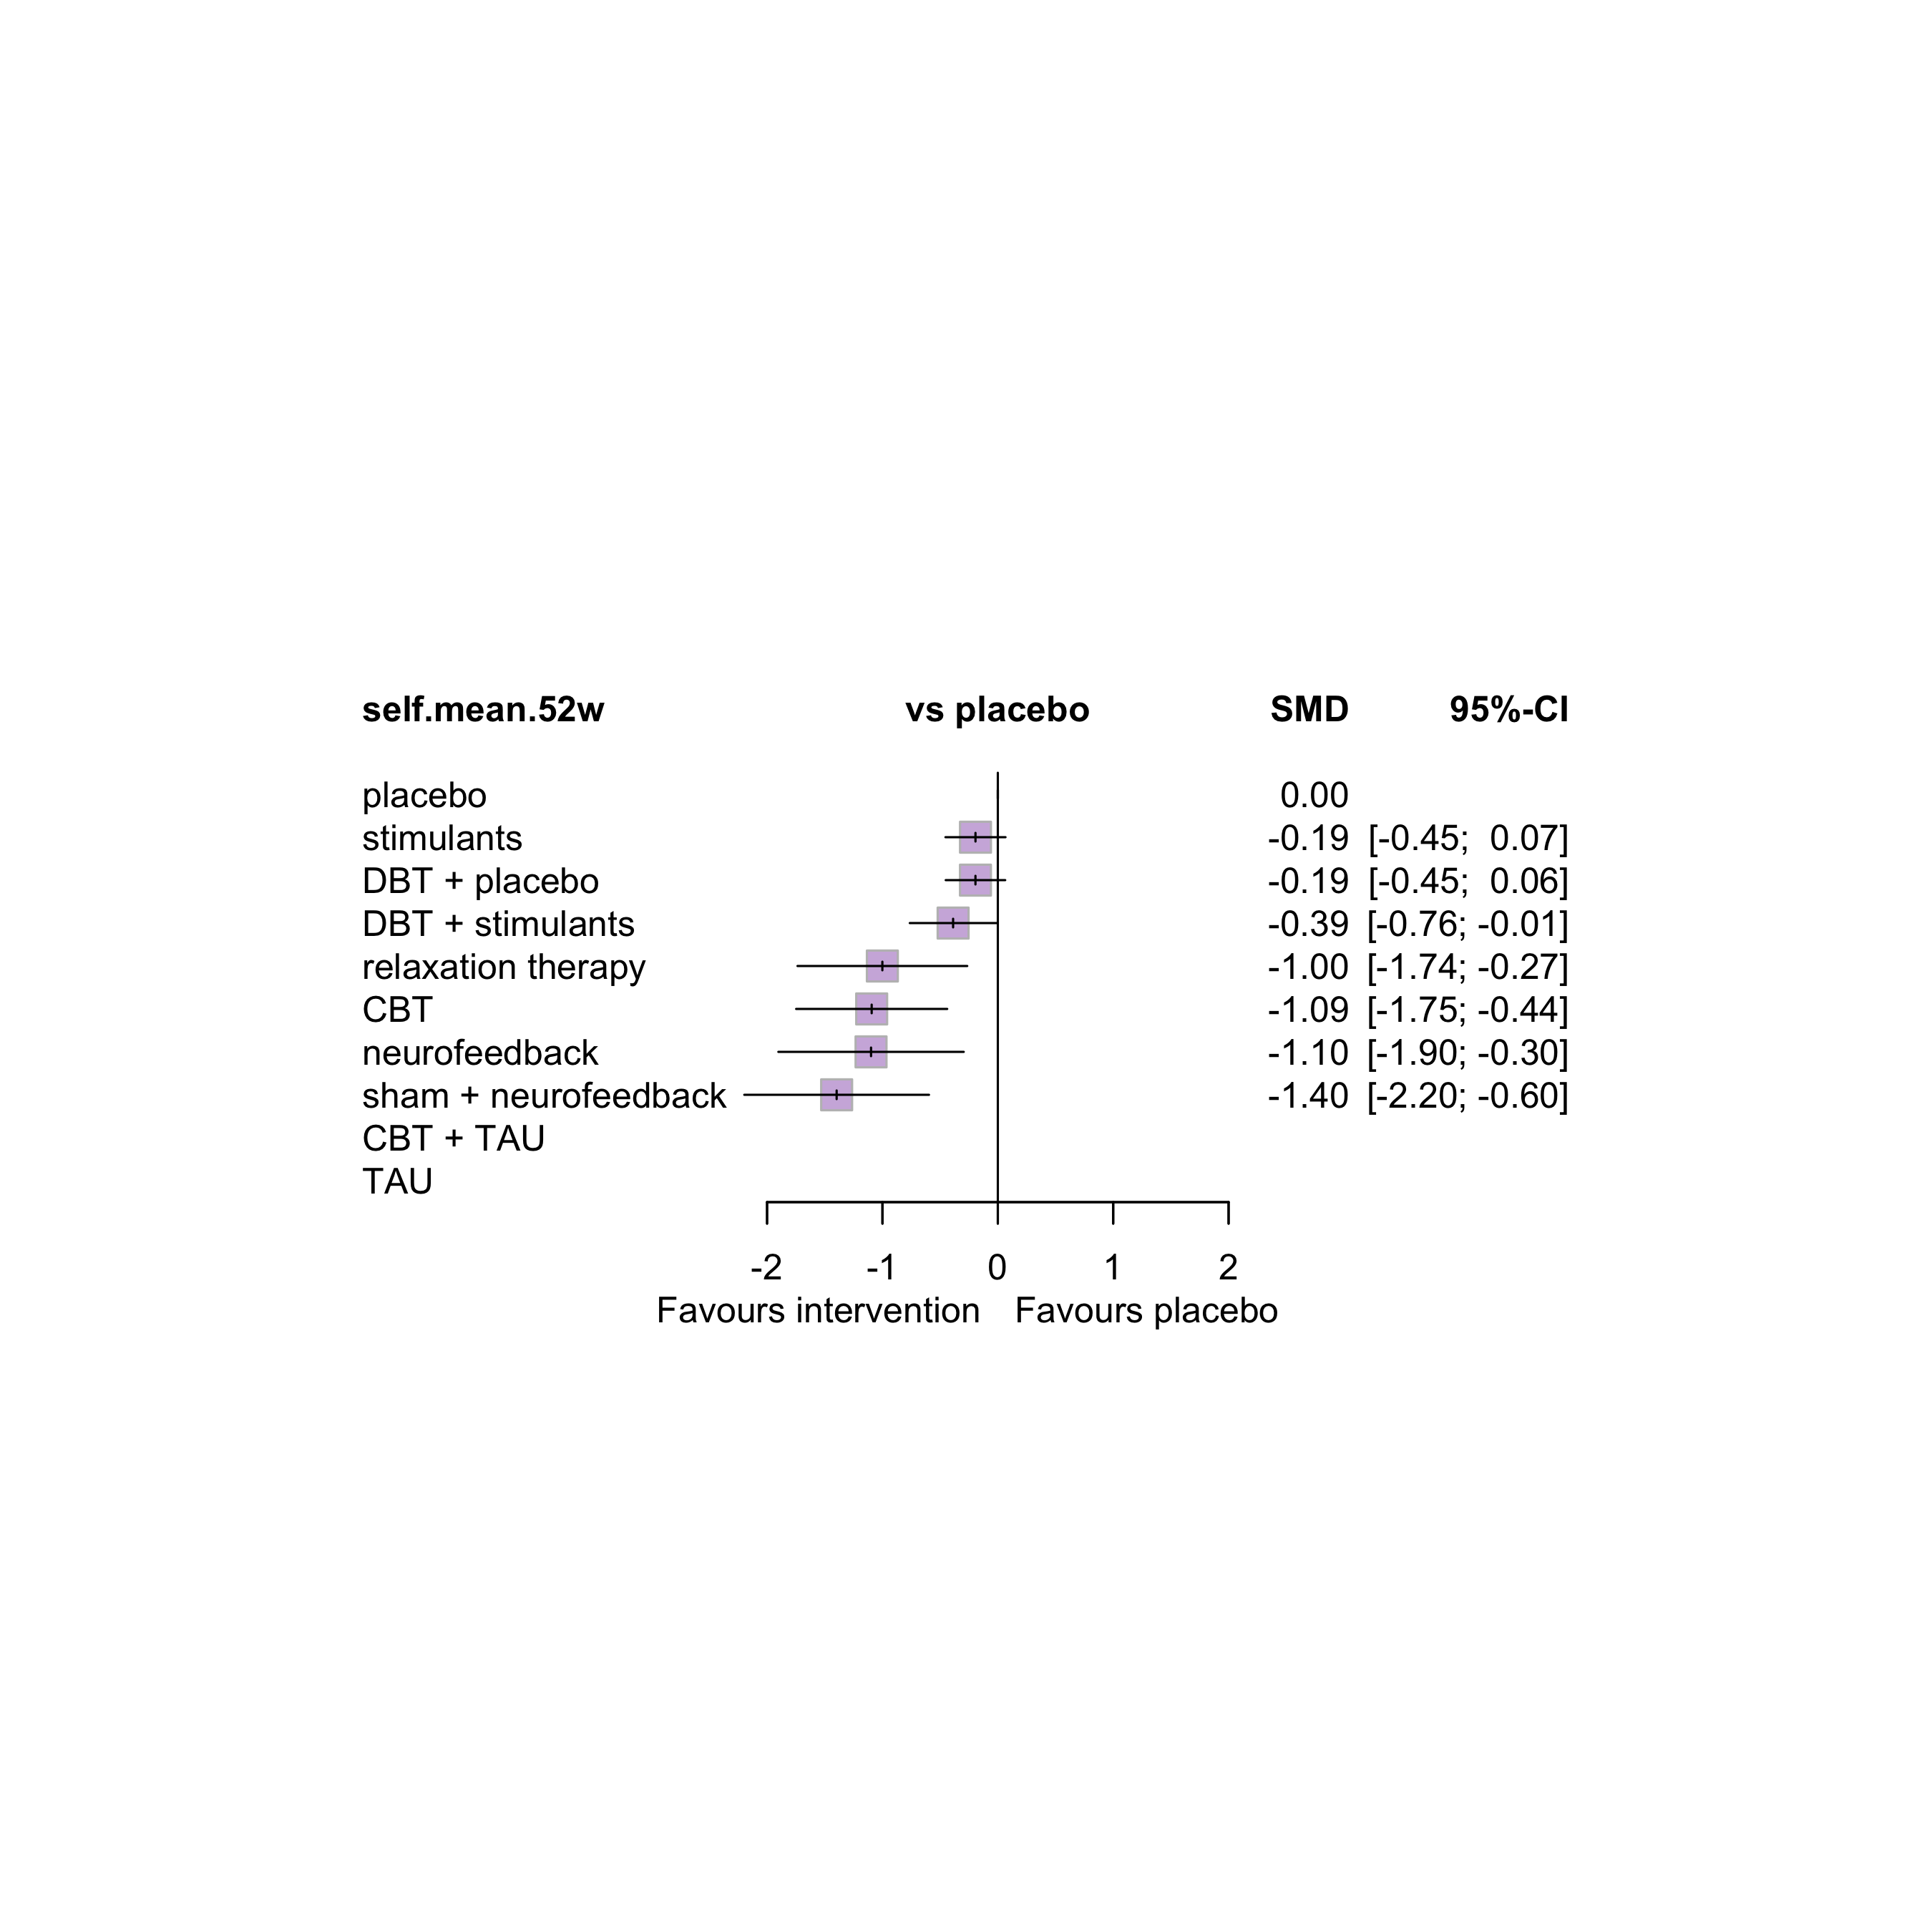 self.mean.52w vs placebo SMD 95%-CI
placebo 0.00
stimulants -0.19 [-0.45; 0.07]
DBT + placebo -0.19 [-0.45; 0.06]
DBT + stimulants -0.39 [-0.76; -0.01]
relaxation therapy -1.00 [-1.74; -0.27]
CBT -1.09 [-1.75; -0.44]
neurofeedback -1.10 [-1.90; -0.30]
sham + neurofeedback -1.40 [-2.20; -0.60]
CBT + TAU
TAU
-2 -1 0 1 2
Favours intervention Favours placebo